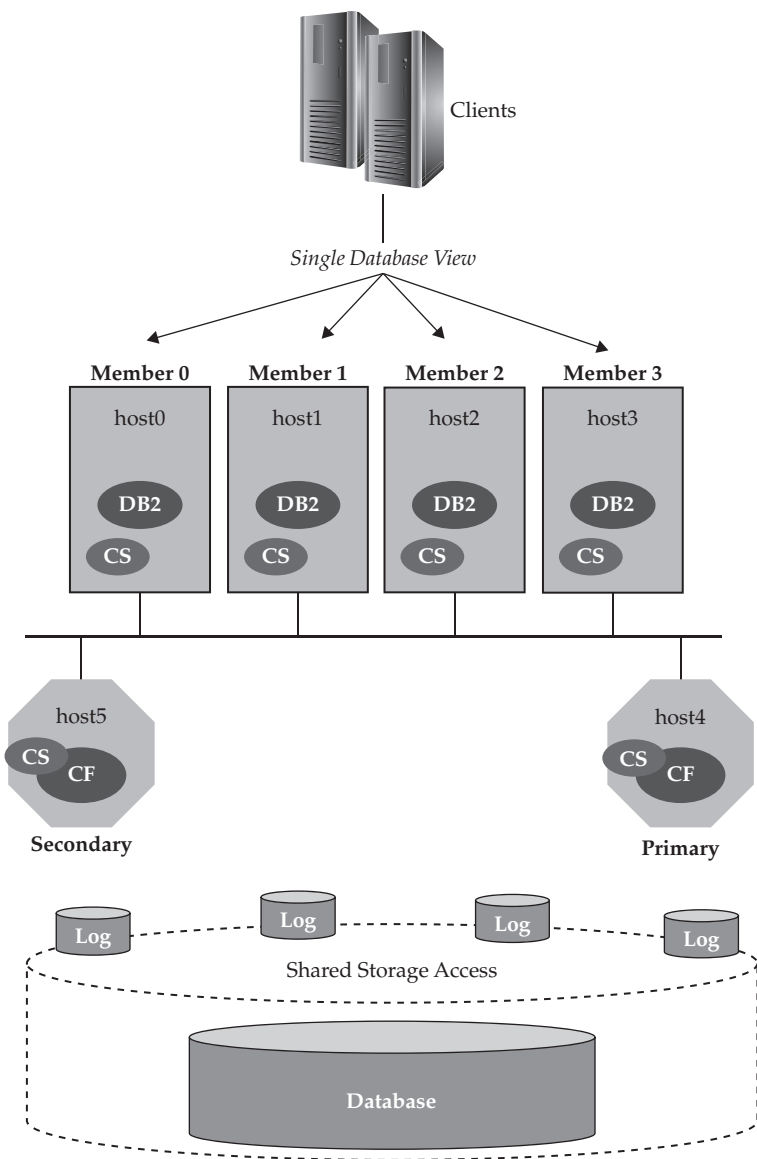 Clients
Single Database View
Member 0 Member 1 Member 2 Member 3
host0 host1 host2 host3
DB2 DB2 DB2 DB2
CS CS CS CS
host5 host4
CS CF CS CF
Secondary Primary
Log Log Log Log
Shared Storage Access
Database